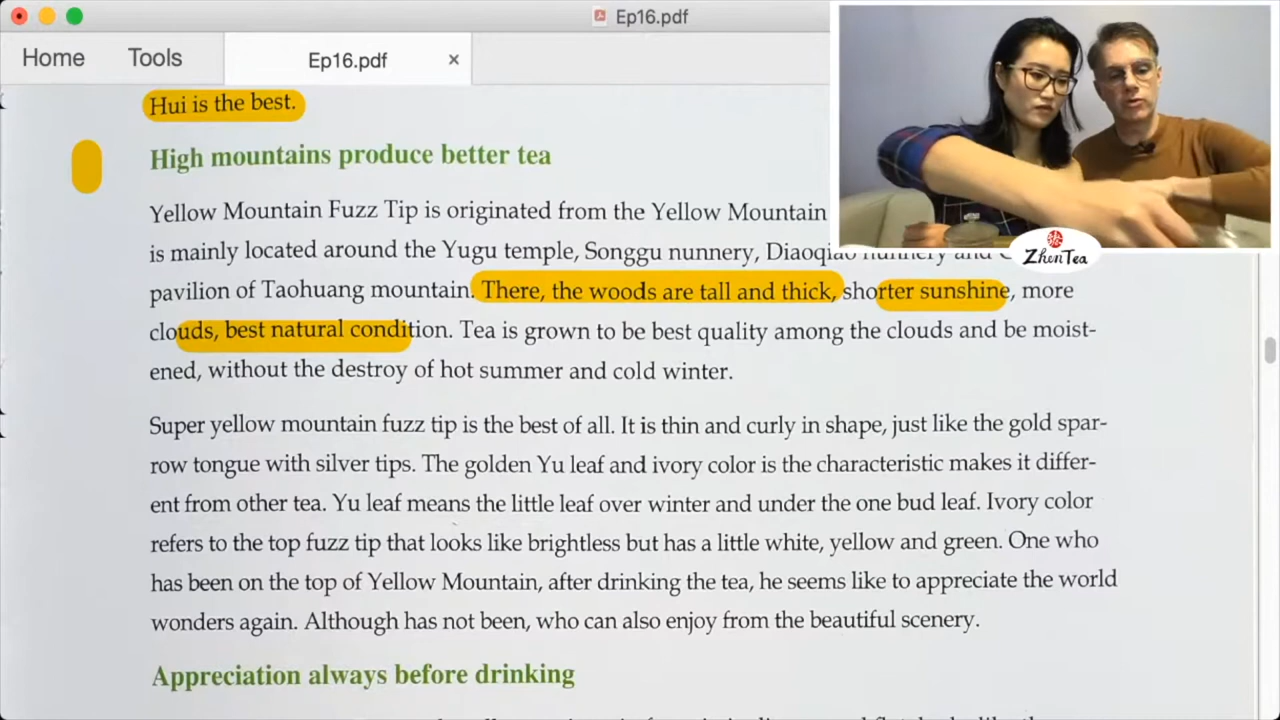 Ep16.pdf
Home Tools Ep16.pdf ×
Hui is the best.
High mountains produce better tea
Yellow Mountain Fuzz Tip is originated from the Yellow Mountain
is mainly located around the Yugu temple, Songgu nunnery, Diaoqiao nunnery and
pavilion of Taohuang mountain. There, the woods are tall and thick, shorter sunshine, more
clouds, best natural condition. Tea is grown to be best quality among the clouds and be moist-
ened, without the destroy of hot summer and cold winter.
Super yellow mountain fuzz tip is the best of all. It is thin and curly in shape, just like the gold spar-
row tongue with silver tips. The golden Yu leaf and ivory color is the characteristic makes it differ-
ent from other tea. Yu leaf means the little leaf over winter and under the one bud leaf. Ivory color
refers to the top fuzz tip that looks like brightless but has a little white, yellow and green. One who
has been on the top of Yellow Mountain, after drinking the tea, he seems like to appreciate the world
wonders again. Although has not been, who can also enjoy from the beautiful scenery.
Appreciation always before drinking
ZhenTea